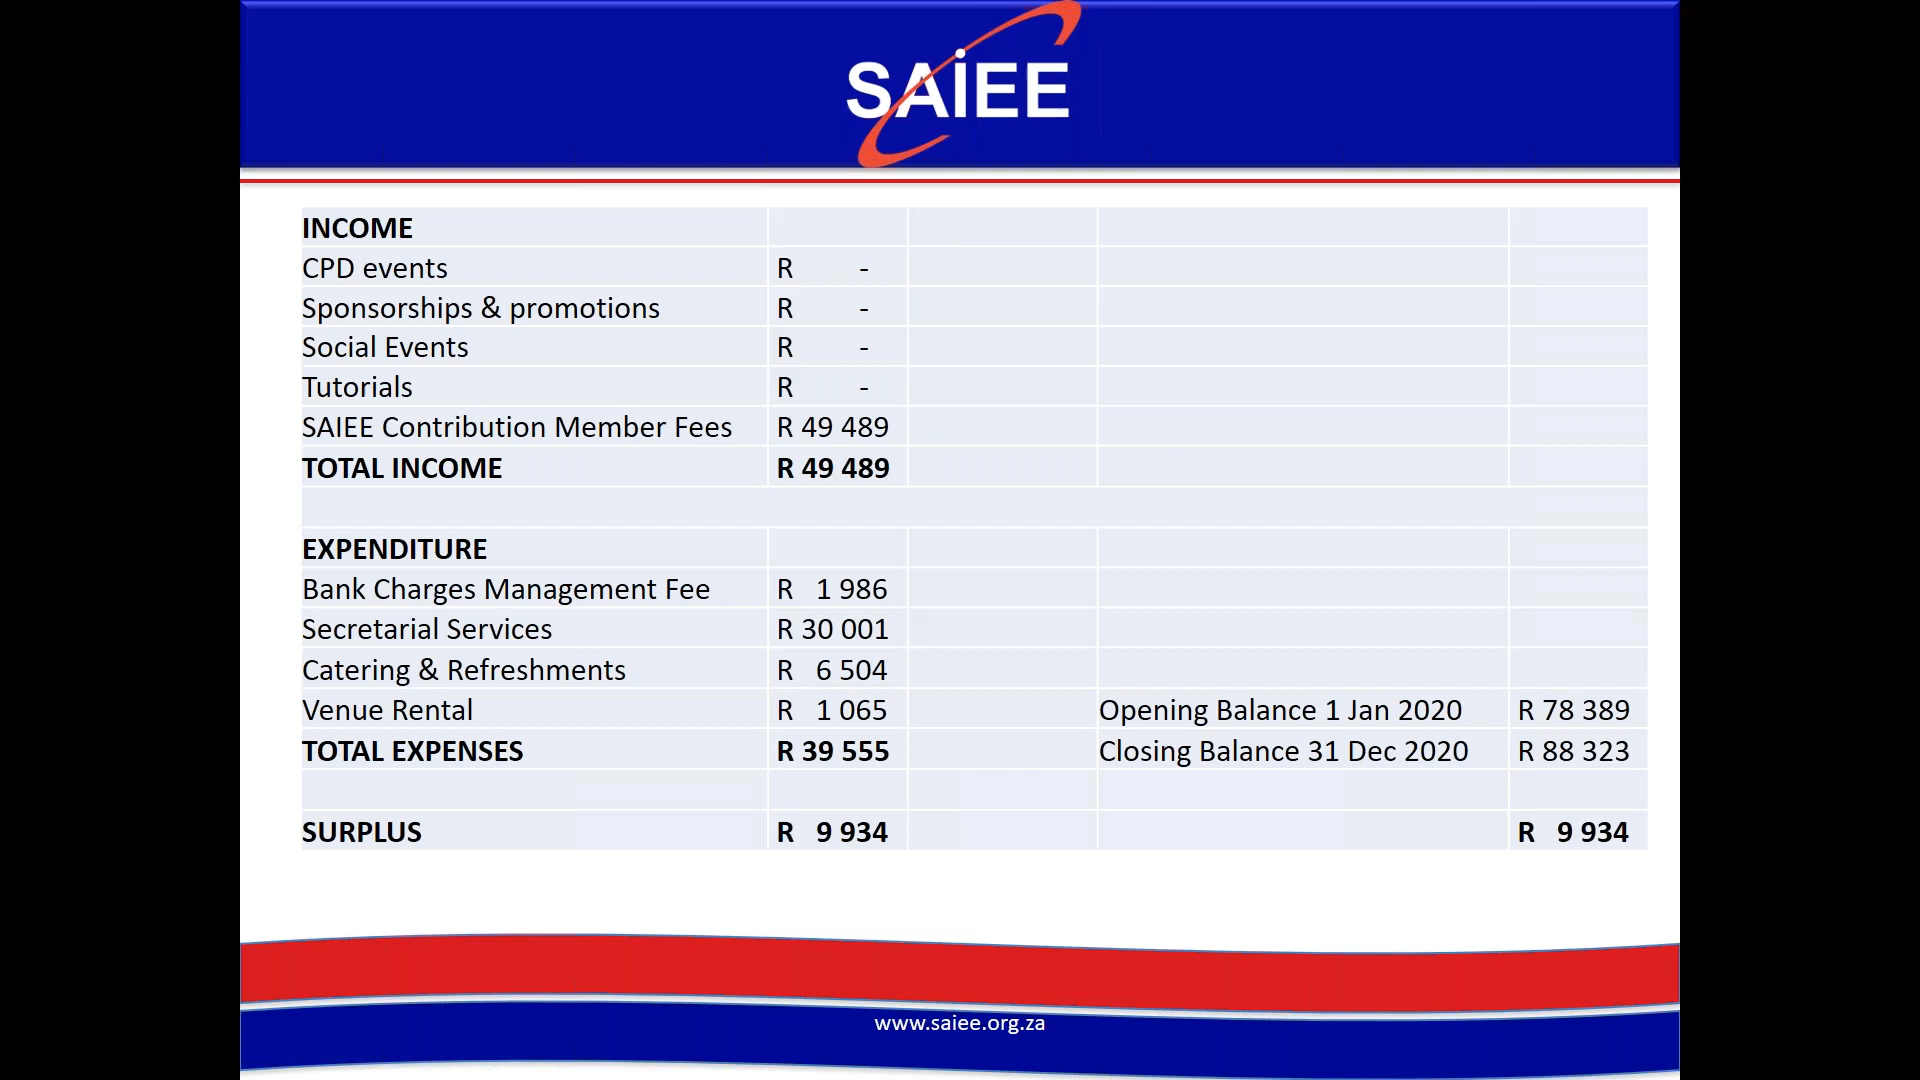 SAiEE
INCOME
CPD events R -
Sponsorships & promotions R -
Social Events R -
Tutorials R -
SAIEE Contribution Member Fees R 49 489
TOTAL INCOME R 49 489
EXPENDITURE
Bank Charges Management Fee R 1 986
Secretarial Services R 30 001
Catering & Refreshments R 6 504
Venue Rental R 1 065 Opening Balance 1 Jan 2020 R 78 389
TOTAL EXPENSES R 39 555 Closing Balance 31 Dec 2020 R 88 323
SURPLUS R 9 934 R 9 934
www.saiee.org.za